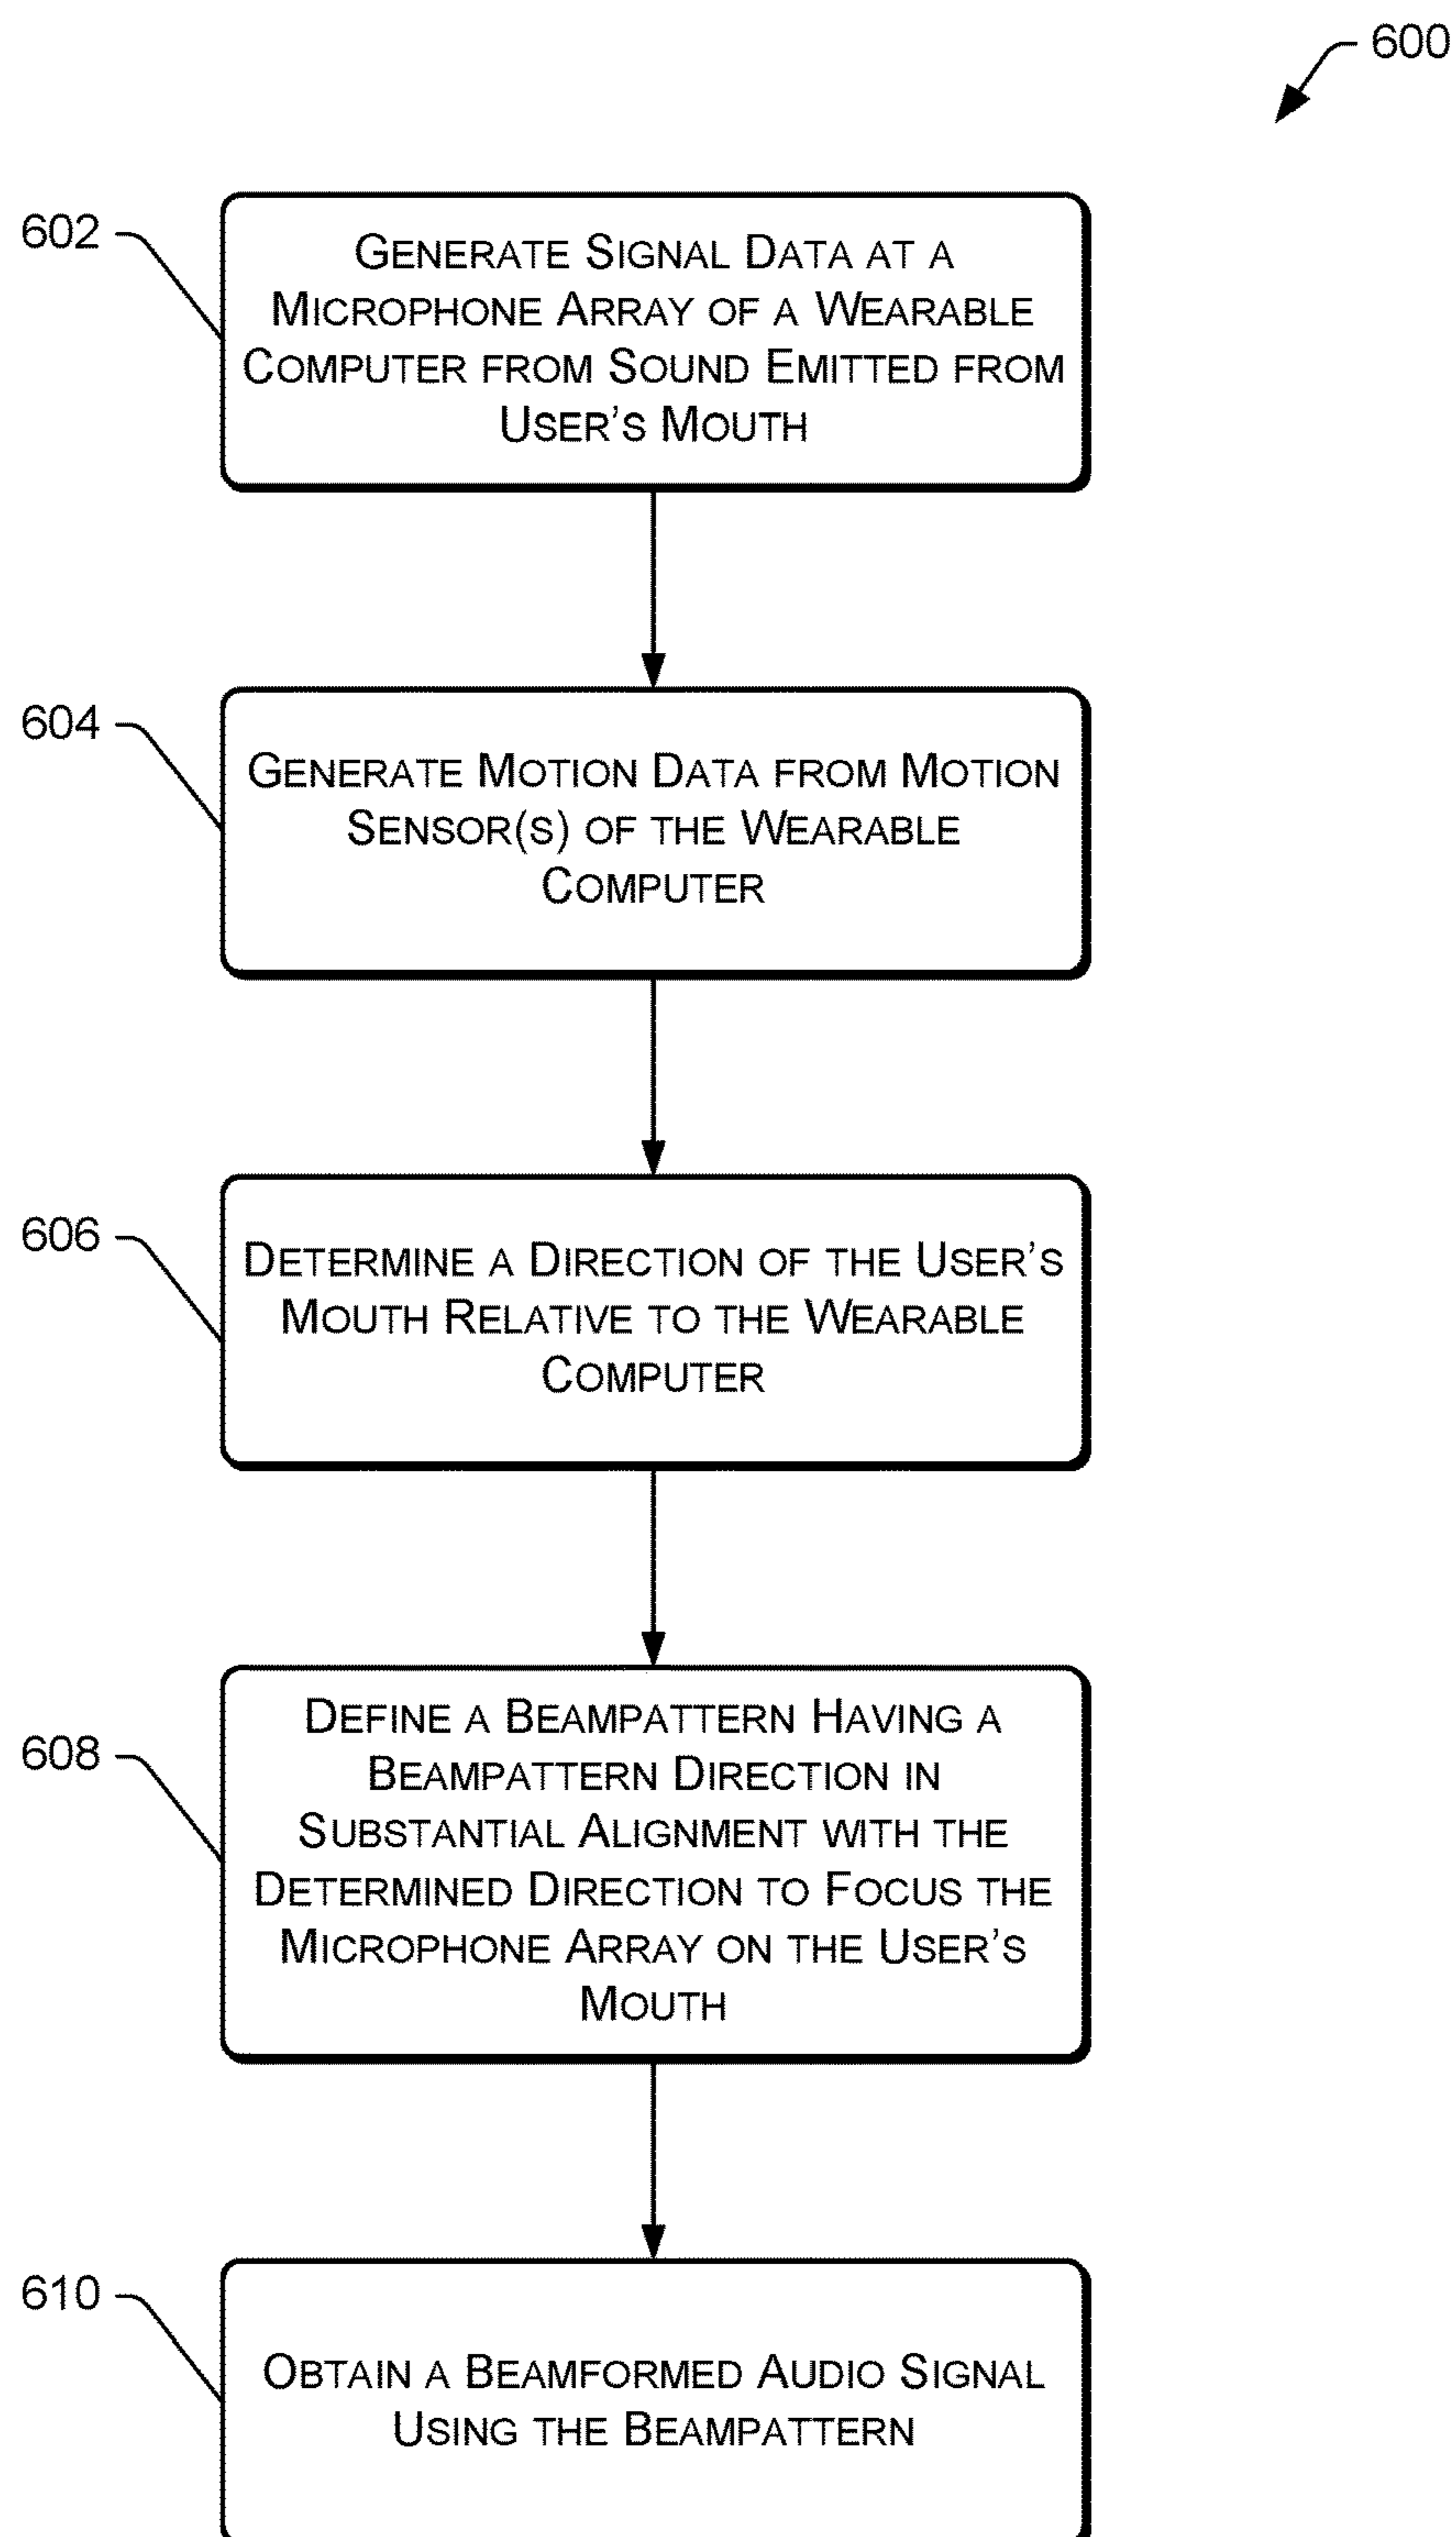 600
602
GENERATE SIGNAL DATA AT A
MICROPHONE ARRAY OF A WEARABLE
COMPUTER FROM SOUND EMITTED FROM
USER'S MOUTH
604
GENERATE MOTION DATA FROM MOTION
SENSOR(S) OF THE WEARABLE
COMPUTER
606
DETERMINE A DIRECTION OF THE USER'S
MOUTH RELATIVE TO THE WEARABLE
COMPUTER
608
DEFINE A BEAMPATTERN HAVING A
BEAMPATTERN DIRECTION IN
SUBSTANTIAL ALIGNMENT WITH THE
DETERMINED DIRECTION TO FOCUS THE
MICROPHONE ARRAY ON THE USER'S
MOUTH
610
OBTAIN A BEAMFORMED AUDIO SIGNAL
USING THE BEAMPATTERN